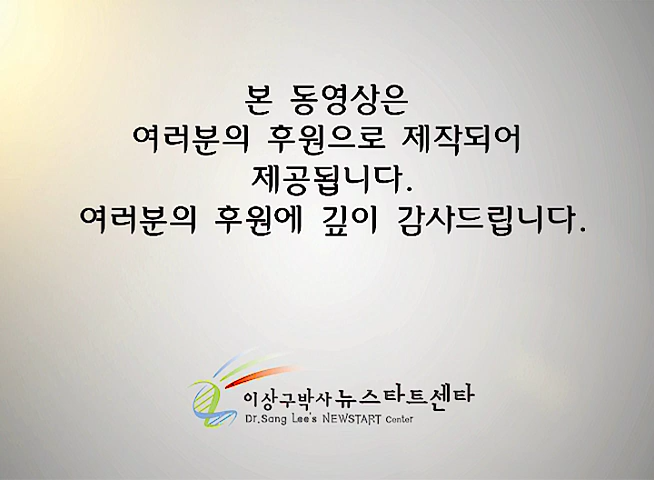 본 동영상은
여러분의 후원으로 제작되어
제공됩니다.
여러분의 후원에 깊이 감사드립니다.
이상구박사 뉴스타트센타
Dr.Sang Lee's NEWSTART Center